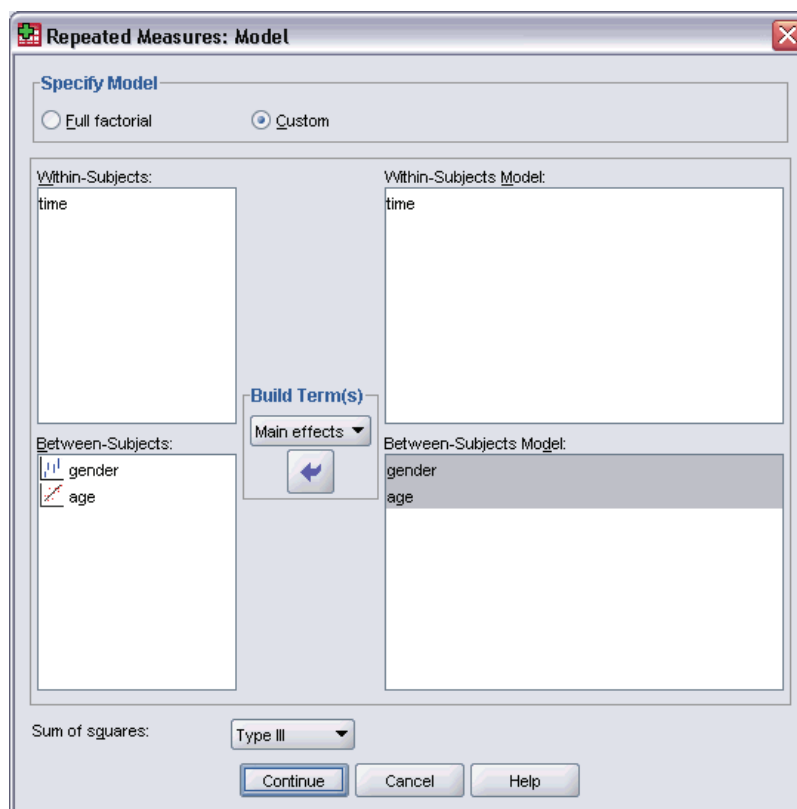 Repeated Measures: Model
Specify Model
Full factorial
Custom
Within-Subjects:
time
Within-Subjects Model:
time
Build Term(s)
Main effects
Between-Subjects:
gender
age
Between-Subjects Model:
gender
age
Sum of squares:
Type III
Continue
Cancel
Help